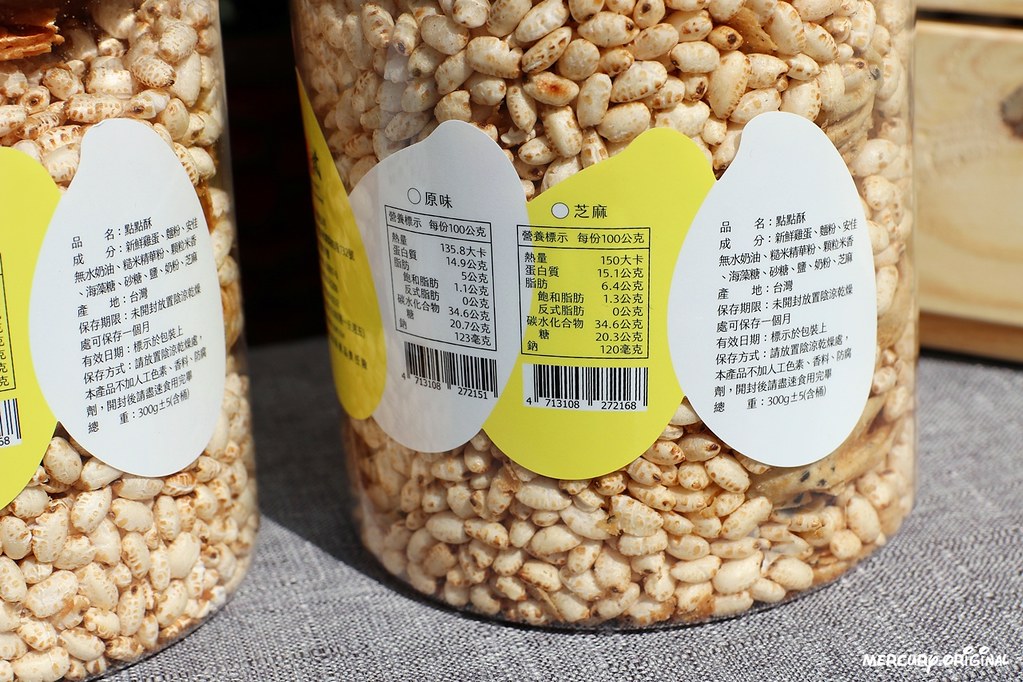 品　　名：點點酥
成　　分：新鮮雞蛋、麵粉、安佳
無水奶油、糙米精華粉、顆粒米香
、海藻糖、砂糖、鹽、奶粉、芝麻
產　　地：台灣
保存期限：未開封放置陰涼乾燥
處可保存一個月
有效日期：標示於包裝上
保存方式：請放置陰涼乾燥處，
本產品不加人工色素、香料、防腐
劑，開封後請盡速食用完畢
總　　重：300g±5(含桶)
原味
營養標示 每份100公克
熱量 135.8大卡
蛋白質 14.9公克
脂肪 5公克
飽和脂肪 1.1公克
反式脂肪 0公克
碳水化合物 34.6公克
糖 20.7公克
鈉 123毫克
4 713108 272151
芝麻
營養標示 每份100公克
熱量 150大卡
蛋白質 15.1公克
脂肪 6.4公克
飽和脂肪 1.3公克
反式脂肪 0公克
碳水化合物 34.6公克
糖 20.3公克
鈉 120毫克
4 713108 272168
品　　名：點點酥
成　　分：新鮮雞蛋、麵粉、安佳
無水奶油、糙米精華粉、顆粒米香
、海藻糖、砂糖、鹽、奶粉、芝麻
產　　地：台灣
保存期限：未開封放置陰涼乾燥
處可保存一個月
有效日期：標示於包裝上
保存方式：請放置陰涼乾燥處，
本產品不加人工色素、香料、防腐
劑，開封後請盡速食用完畢
總　　重：300g±5(含桶)
MERCURY.ORIGINAL